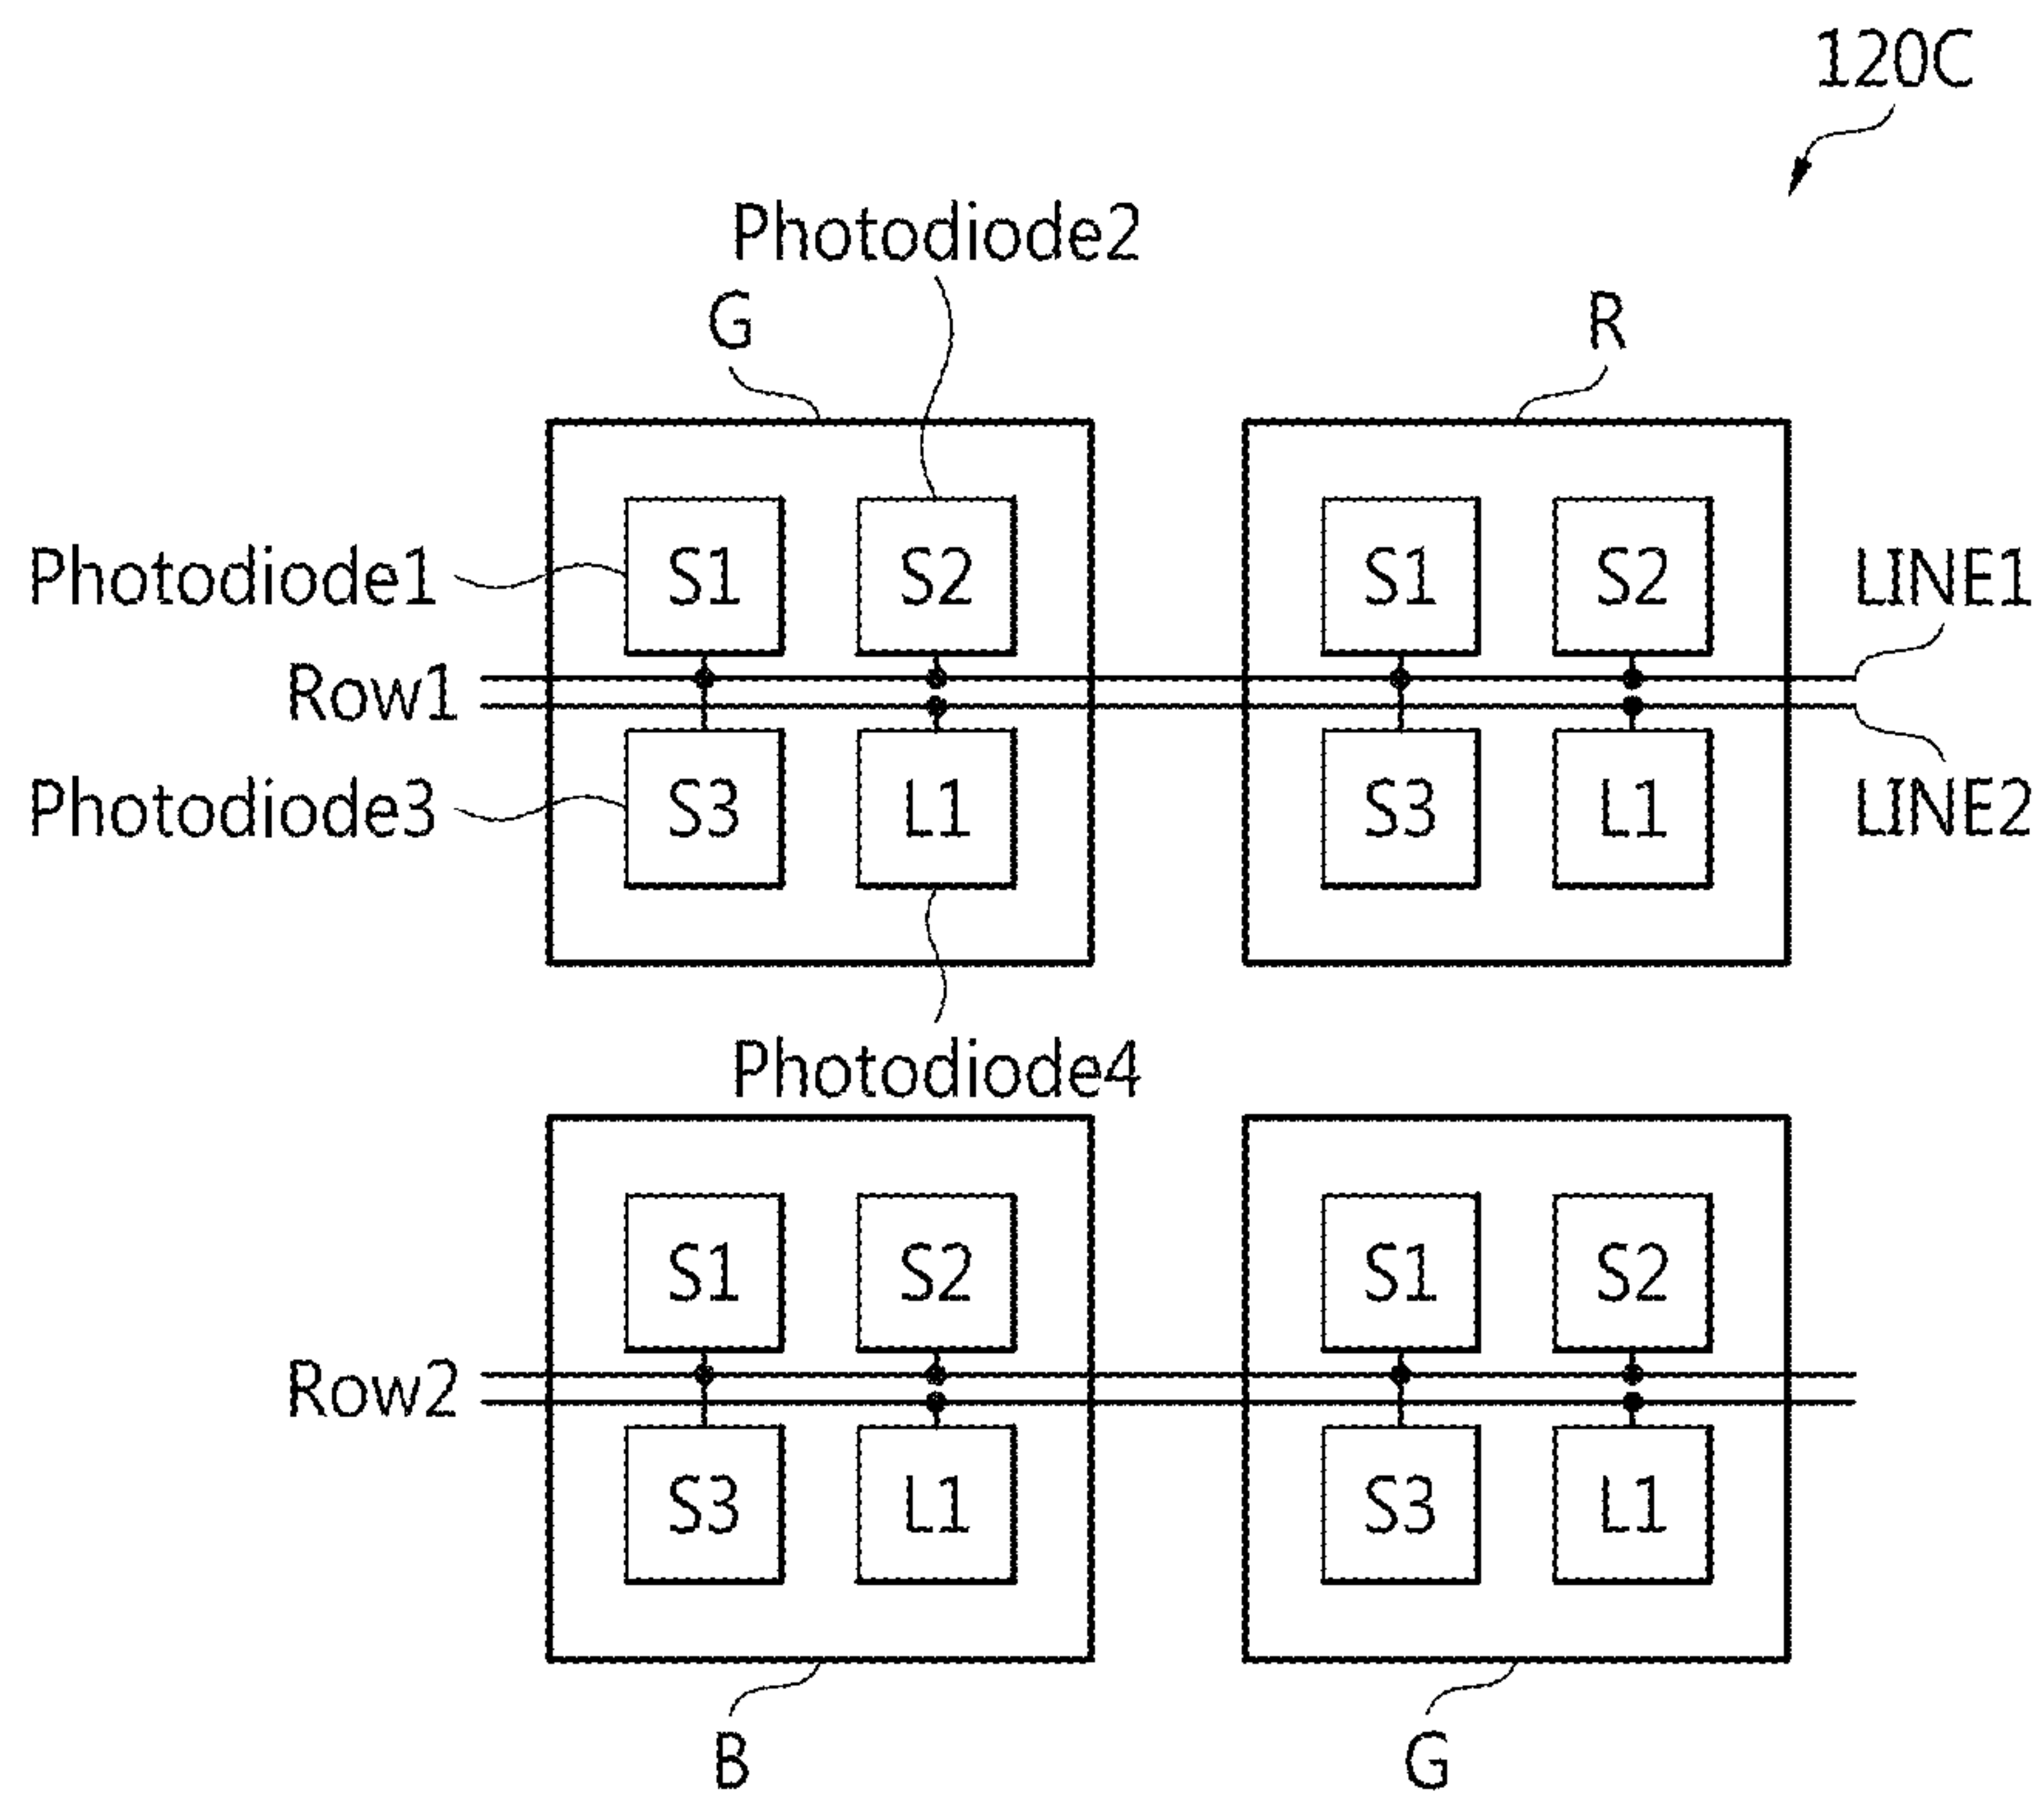 120C
Photodiode2
G
R
Photodiode1
S1
S2
S1
S2
LINE1
Row1
Photodiode3
S3
L1
S3
L1
LINE2
Photodiode4
S1
S2
S1
S2
Row2
S3
L1
S3
L1
B
G